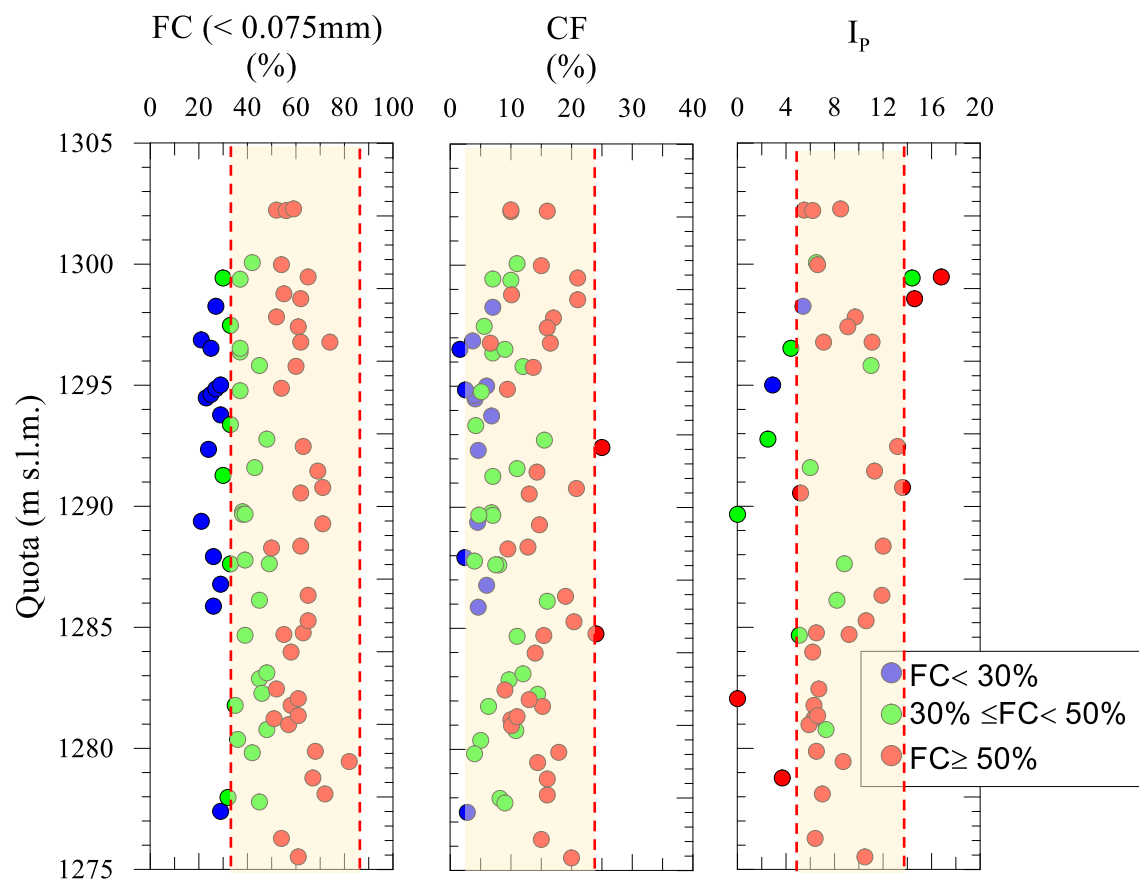 FC (< 0.075mm)
(%)
CF
(%)
I_P
0 20 40 60 80 100
0 10 20 30 40
0 4 8 12 16 20
Quota (m s.l.m.)
1305
1300
1295
1290
1285
1280
1275
FC< 30%
30% ≤FC< 50%
FC≥ 50%